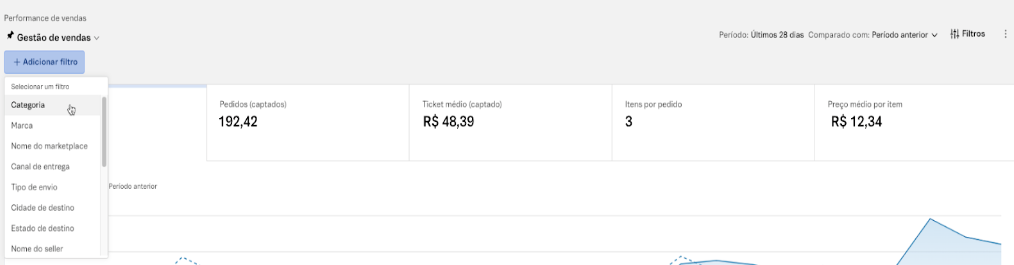 Performance de vendas
Gestão de vendas
Período: Últimos 28 dias Comparado com: Período anterior Filtros
+ Adicionar filtro
Selecionar um filtro
Categoria
Marca
Nome do marketplace
Canal de entrega
Tipo de envio
Cidade de destino
Estado de destino
Nome do seller
Pedidos (captados)
192,42
Ticket médio (captado)
R$ 48,39
Itens por pedido
3
Preço médio por item
R$ 12,34
Período anterior